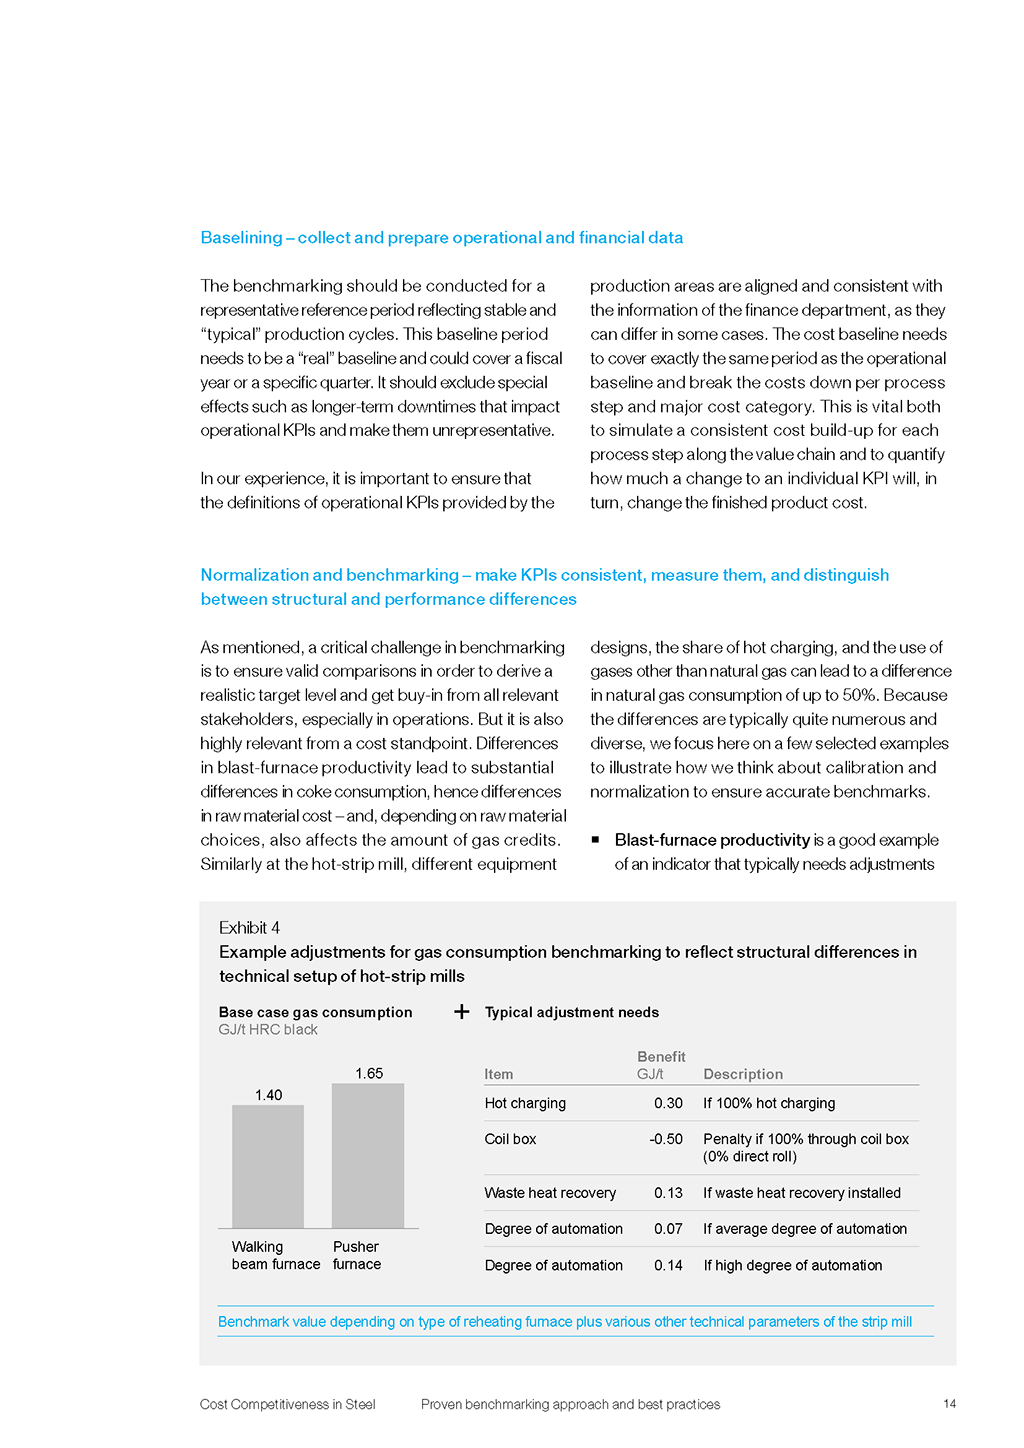 Baselining – collect and prepare operational and financial data
The benchmarking should be conducted for a
representative reference period reflecting stable and
“typical” production cycles. This baseline period
needs to be a “real” baseline and could cover a fiscal
year or a specific quarter. It should exclude special
effects such as longer-term downtimes that impact
operational KPIs and make them unrepresentative.
In our experience, it is important to ensure that
the definitions of operational KPIs provided by the
production areas are aligned and consistent with
the information of the finance department, as they
can differ in some cases. The cost baseline needs
to cover exactly the same period as the operational
baseline and break the costs down per process
step and major cost category. This is vital both
to simulate a consistent cost build-up for each
process step along the value chain and to quantify
how much a change to an individual KPI will, in
turn, change the finished product cost.
Normalization and benchmarking – make KPIs consistent, measure them, and distinguish
between structural and performance differences
As mentioned, a critical challenge in benchmarking
is to ensure valid comparisons in order to derive a
realistic target level and get buy-in from all relevant
stakeholders, especially in operations. But it is also
highly relevant from a cost standpoint. Differences
in blast-furnace productivity lead to substantial
differences in coke consumption, hence differences
in raw material cost – and, depending on raw material
choices, also affects the amount of gas credits.
Similarly at the hot-strip mill, different equipment
designs, the share of hot charging, and the use of
gases other than natural gas can lead to a difference
in natural gas consumption of up to 50%. Because
the differences are typically quite numerous and
diverse, we focus here on a few selected examples
to illustrate how we think about calibration and
normalization to ensure accurate benchmarks.
■ Blast-furnace productivity is a good example
of an indicator that typically needs adjustments
Exhibit 4
Example adjustments for gas consumption benchmarking to reflect structural differences in
technical setup of hot-strip mills
Base case gas consumption
GJ/t HRC black
1.40
1.65
Walking
beam furnace
Pusher
furnace
+ Typical adjustment needs
Item Benefit GJ/t Description
Hot charging 0.30 If 100% hot charging
Coil box -0.50 Penalty if 100% through coil box
(0% direct roll)
Waste heat recovery 0.13 If waste heat recovery installed
Degree of automation 0.07 If average degree of automation
Degree of automation 0.14 If high degree of automation
Benchmark value depending on type of reheating furnace plus various other technical parameters of the strip mill
Cost Competitiveness in Steel Proven benchmarking approach and best practices 14